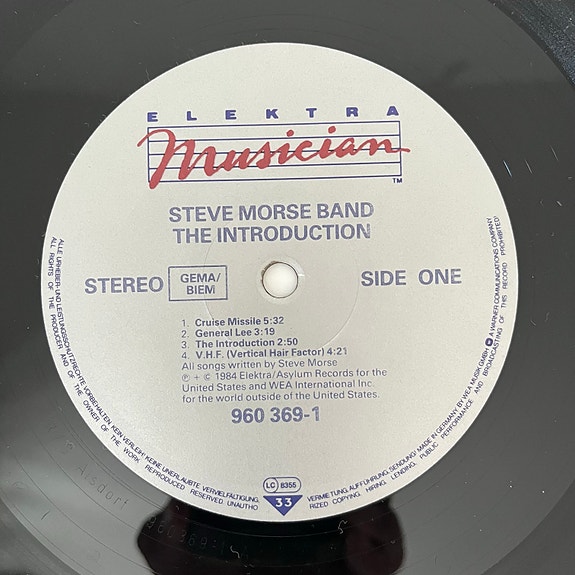 ELEKTRA
Musician
TM
STEVE MORSE BAND
THE INTRODUCTION
STEREO
GEMA/
BIEM
SIDE ONE
1. Cruise Missile 5:32
2. General Lee 3:19
3. The Introduction 2:50
4. V.H.F. (Vertical Hair Factor) 4:21
All songs written by Steve Morse
℗ + © 1984 Elektra/Asylum Records for the
United States and WEA International Inc.
for the world outside of the United States.
960 369-1
LC 8355
33
ALLE URHEBER- UND LEISTUNGSSCHUTZRECHTE VORBEHALTEN. KEIN VERLEIH! KEINE UNERLAUBTE VERVIELFÄLTIGUNG,
VERMIETUNG, AUFFÜHRUNG, SENDUNG! MADE IN GERMANY BY WEA MUSIK GMBH A WARNER COMMUNICATIONS COMPANY
ALL RIGHTS OF THE PRODUCER AND OF THE OWNER OF THE WORK REPRODUCED RESERVED. UNAUTHO
RIZED COPYING, HIRING, LENDING, PUBLIC PERFORMANCE AND BROADCASTING OF THIS RECORD PROHIBITED!
Alsdorf